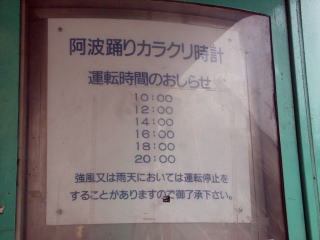 阿波踊りカラクリ時計
運転時間のおしらせ
10:00
12:00
14:00
16:00
18:00
20:00
強風又は雨天においては運転停止を
することがありますので御了承下さい。